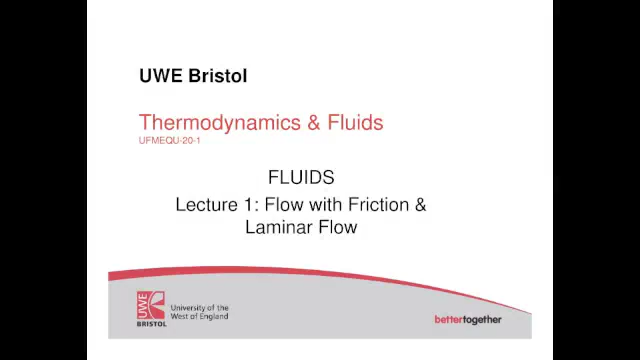 UWE Bristol
Thermodynamics & Fluids
UFMEQU-20-1
FLUIDS
Lecture 1: Flow with Friction &
Laminar Flow
UWE
BRISTOL
University of the
West of England
bettertogether